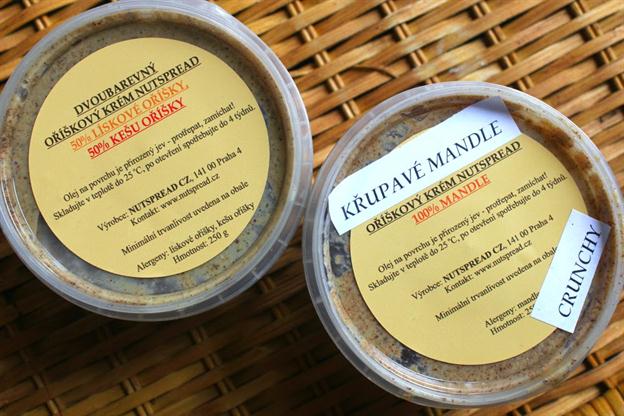 DVOUBAREVNÝ
OŘÍŠKOVÝ KRÉM NUTSPREAD
50% LÍSKOVÉ OŘÍŠKY,
50% KEŠU OŘÍŠKY
Olej na povrchu je přirozený jev - protřepat, zamíchat!
Skladujte v teplotě do 25 °C, po otevření spotřebujte do 4 týdnů.
Výrobce: NUTSPREAD CZ, 141 00 Praha 4
Kontakt: www.nutspread.cz
Minimální trvanlivost uvedena na obale
Alergeny: lískové oříšky, kešu oříšky
Hmotnost: 250 g
KŘUPAVÉ MANDLE
OŘÍŠKOVÝ KRÉM NUTSPREAD
100% MANDLE
Olej na povrchu je přirozený jev - protřepat, zamíchat!
Skladujte v teplotě do 25 °C, po otevření spotřebujte do 4 týdnů.
Výrobce: NUTSPREAD CZ, 141 00 Praha 4
Kontakt: www.nutspread.cz
Minimální trvanlivost uvedena na obale
Alergeny: mandle
Hmotnost:
CRUNCHY